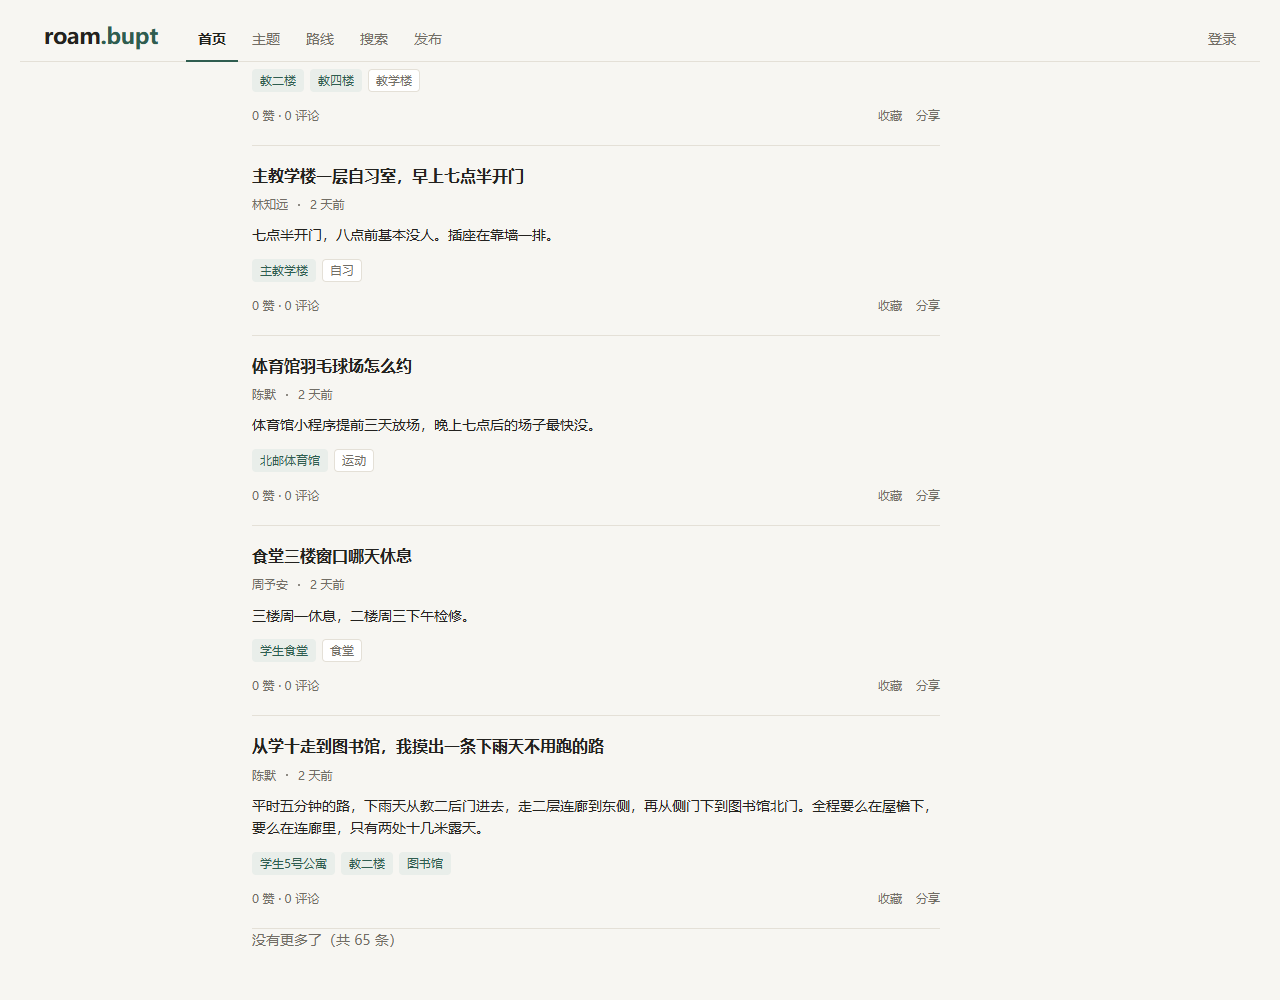 roam.bupt 首页 主题 路线 搜索 发布 登录
教二楼 教四楼 教学楼
0 赞 · 0 评论 收藏 分享
主教学楼一层自习室，早上七点半开门
林知远 · 2 天前
七点半开门，八点前基本没人。插座在靠墙一排。
主教学楼 自习
0 赞 · 0 评论 收藏 分享
体育馆羽毛球场怎么约
陈默 · 2 天前
体育馆小程序提前三天放场，晚上七点后的场子最快没。
北邮体育馆 运动
0 赞 · 0 评论 收藏 分享
食堂三楼窗口哪天休息
周予安 · 2 天前
三楼周一休息，二楼周三下午检修。
学生食堂 食堂
0 赞 · 0 评论 收藏 分享
从学十走到图书馆，我摸出一条下雨天不用跑的路
陈默 · 2 天前
平时五分钟的路，下雨天从教二后门进去，走二层连廊到东侧，再从侧门下到图书馆北门。全程要么在屋檐下，
要么在连廊里，只有两处十几米露天。
学生5号公寓 教二楼 图书馆
0 赞 · 0 评论 收藏 分享
没有更多了（共 65 条）